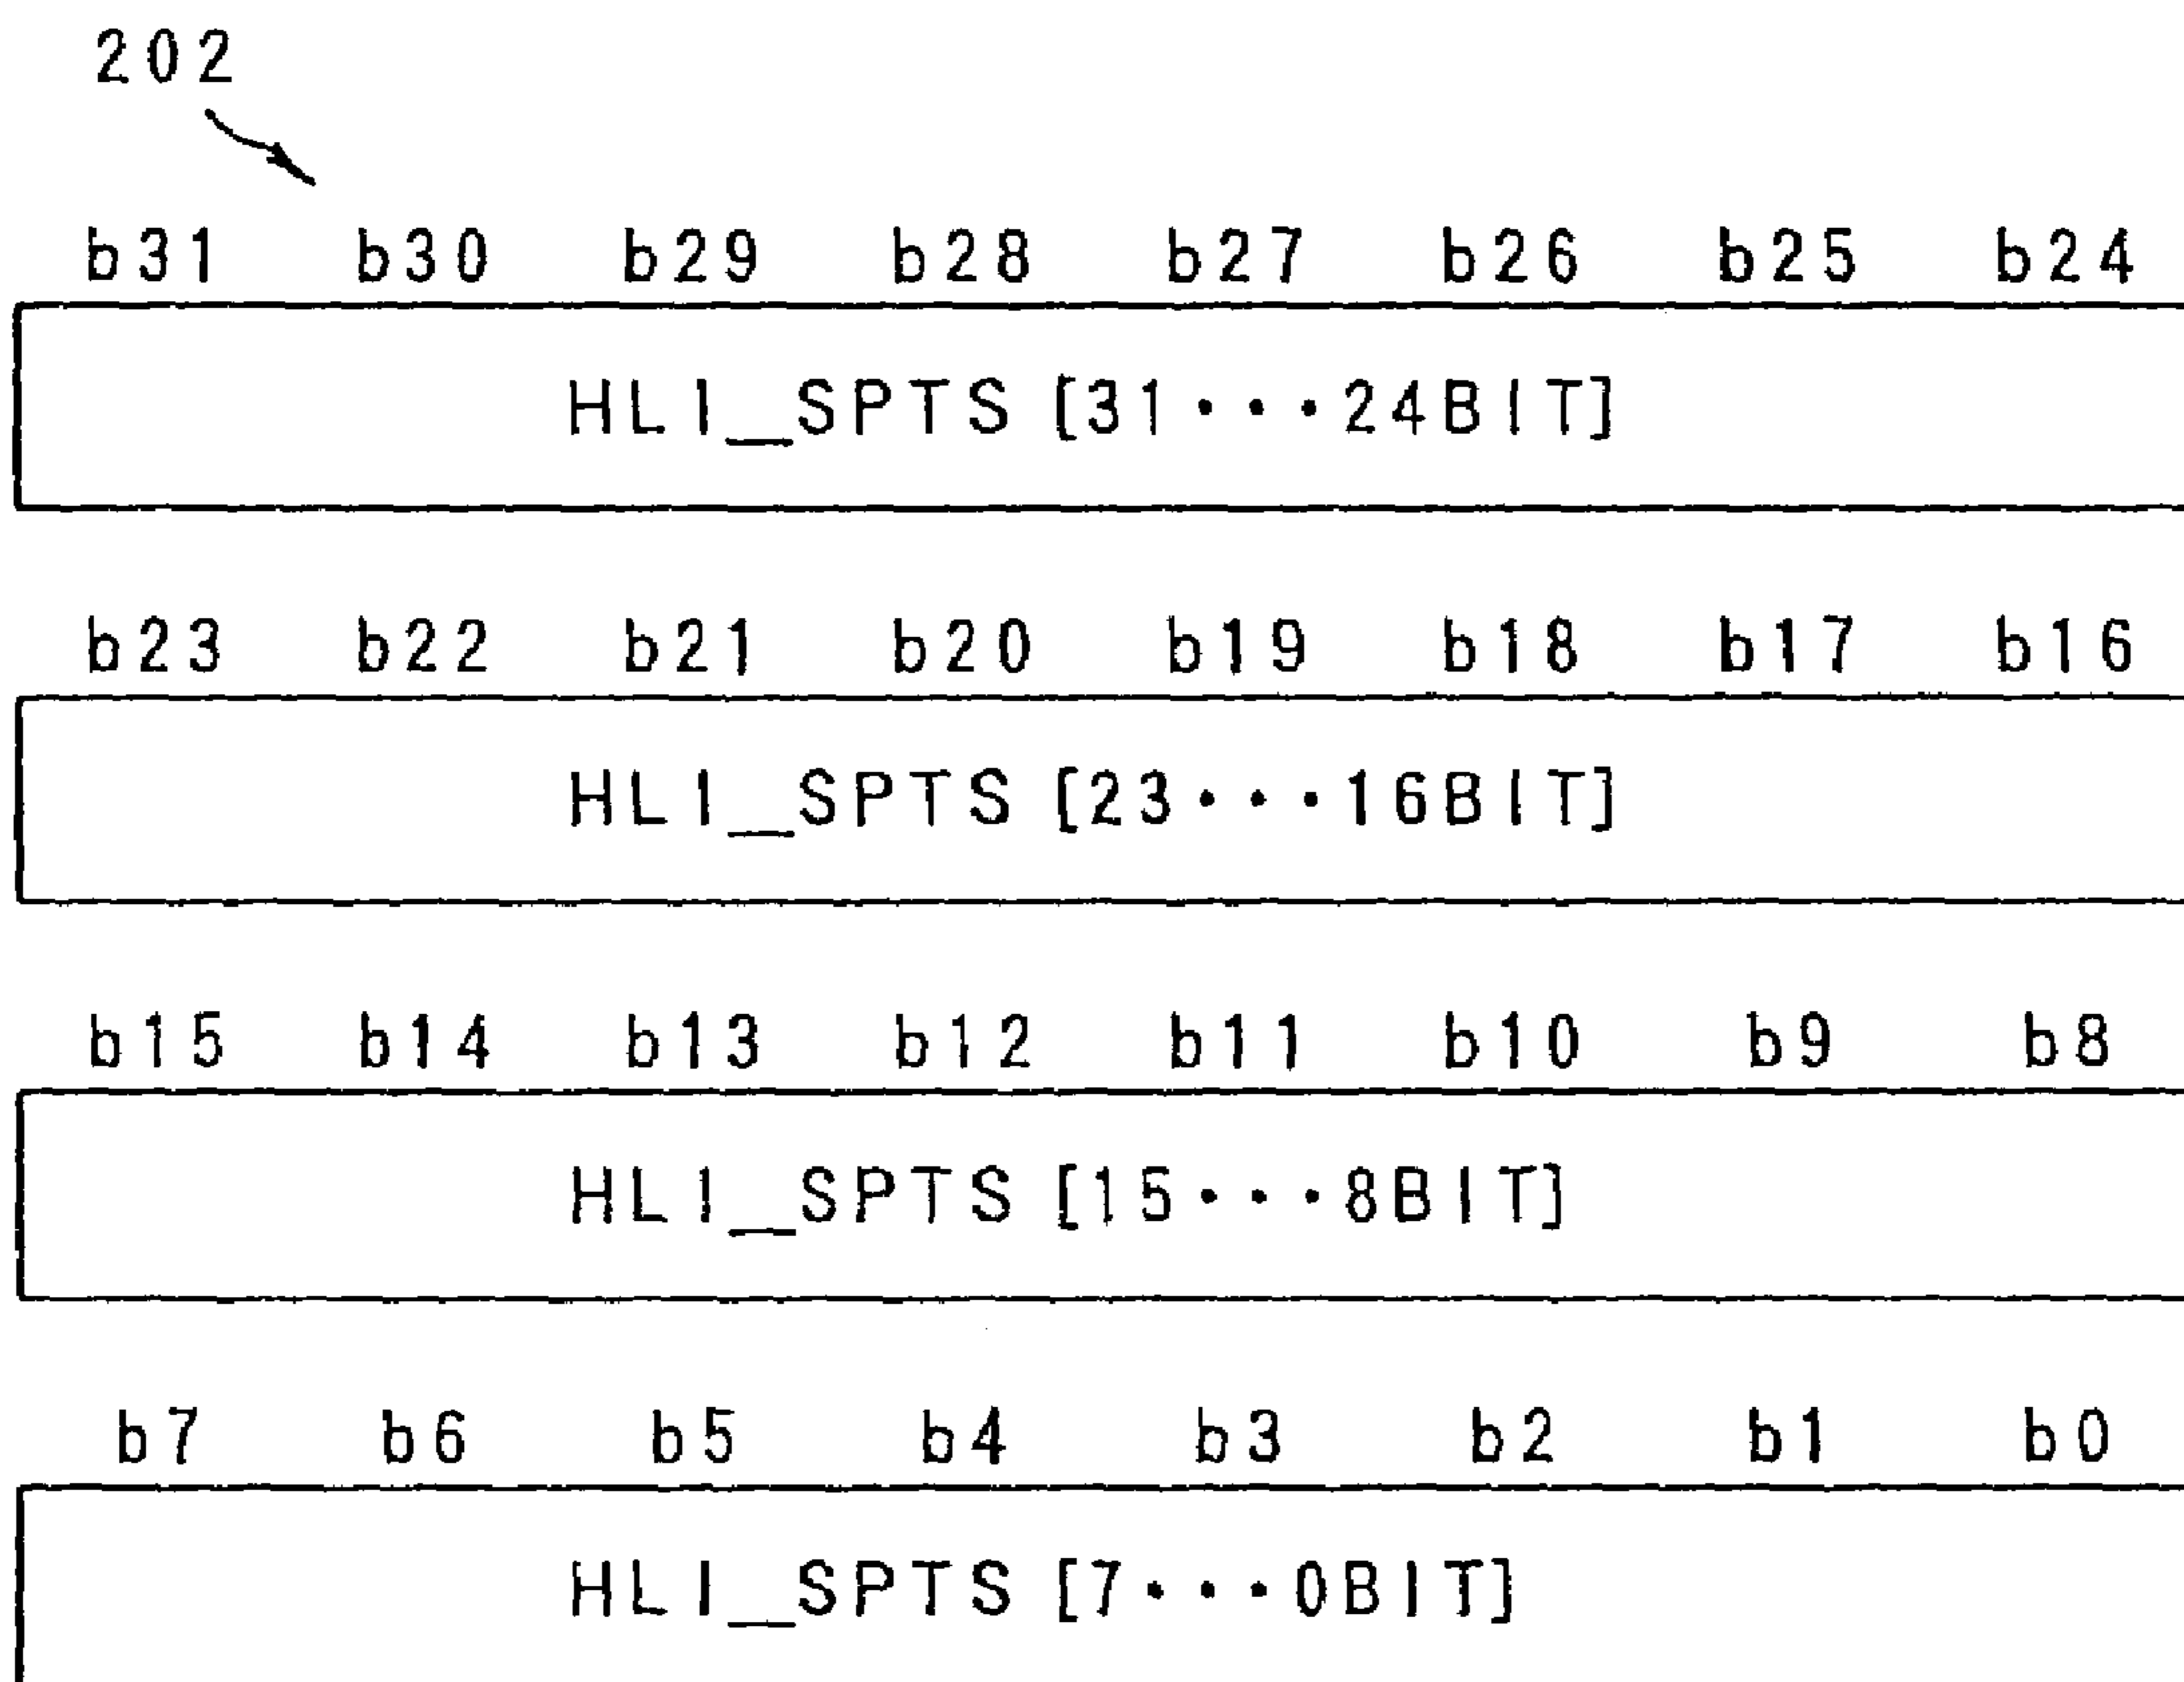 202
b31 b30 b29 b28 b27 b26 b25 b24
HLI_SPTS [31···24BIT]
b23 b22 b21 b20 b19 b18 b17 b16
HLI_SPTS [23···16BIT]
b15 b14 b13 b12 b11 b10 b9 b8
HLI_SPTS [15···8BIT]
b7 b6 b5 b4 b3 b2 b1 b0
HLI_SPTS [7···0BIT]